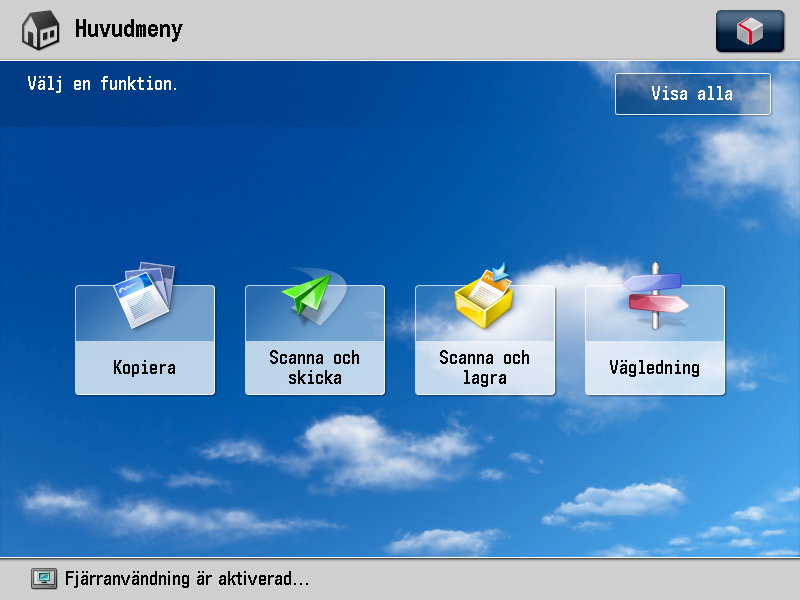 Huvudmeny
Välj en funktion.
Visa alla
Kopiera
Scanna och
skicka
Scanna och
lagra
Vägledning
Fjärranvändning är aktiverad...